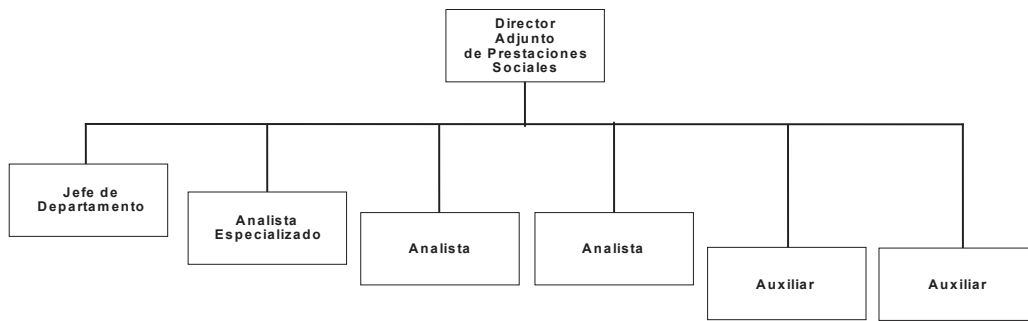 Director
Adjunto
de Prestaciones
Sociales
Jefe de
Departamento
Analista
Especializado
Analista
Analista
Auxiliar
Auxiliar